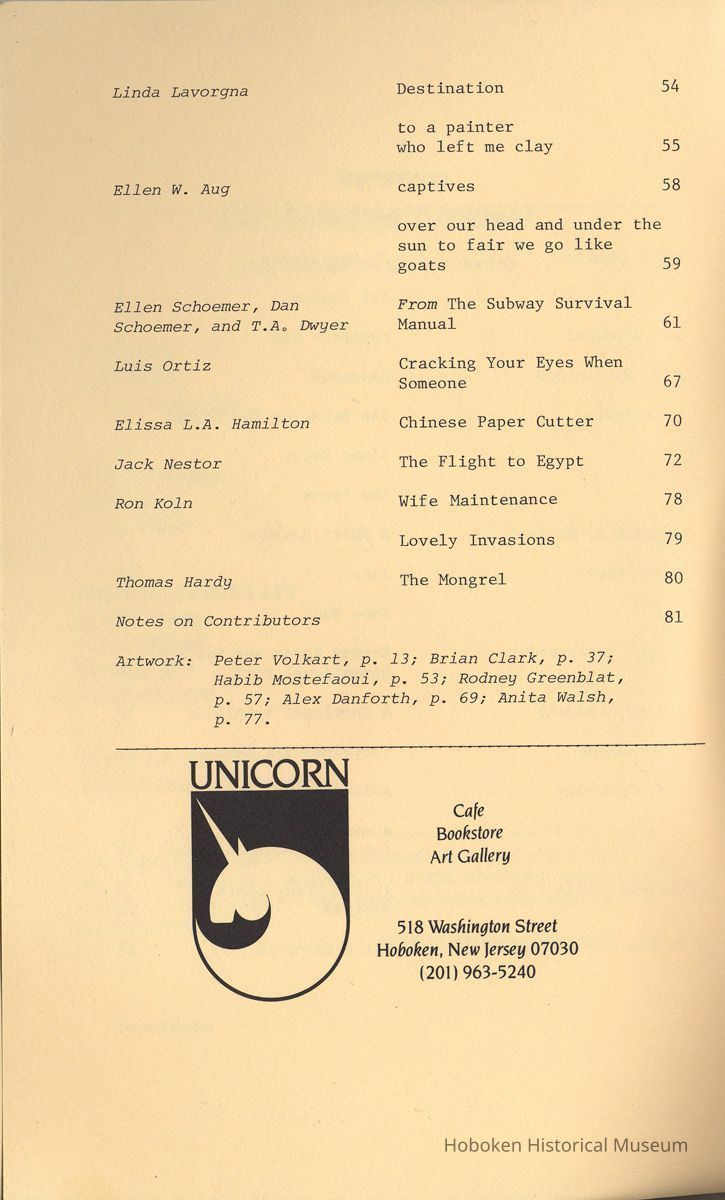 Linda Lavorgna Destination 54
to a painter
who left me clay 55
Ellen W. Aug captives 58
over our head and under the
sun to fair we go like
goats 59
Ellen Schoemer, Dan From The Subway Survival
Schoemer, and T.A. Dwyer Manual 61
Luis Ortiz Cracking Your Eyes When
Someone 67
Elissa L.A. Hamilton Chinese Paper Cutter 70
Jack Nestor The Flight to Egypt 72
Ron Koln Wife Maintenance 78
Lovely Invasions 79
Thomas Hardy The Mongrel 80
Notes on Contributors 81
Artwork: Peter Volkart, p. 13; Brian Clark, p. 37;
Habib Mostefaoui, p. 53; Rodney Greenblat,
p. 57; Alex Danforth, p. 69; Anita Walsh,
p. 77.
UNICORN
Cafe
Bookstore
Art Gallery
518 Washington Street
Hoboken, New Jersey 07030
(201) 963-5240
Hoboken Historical Museum